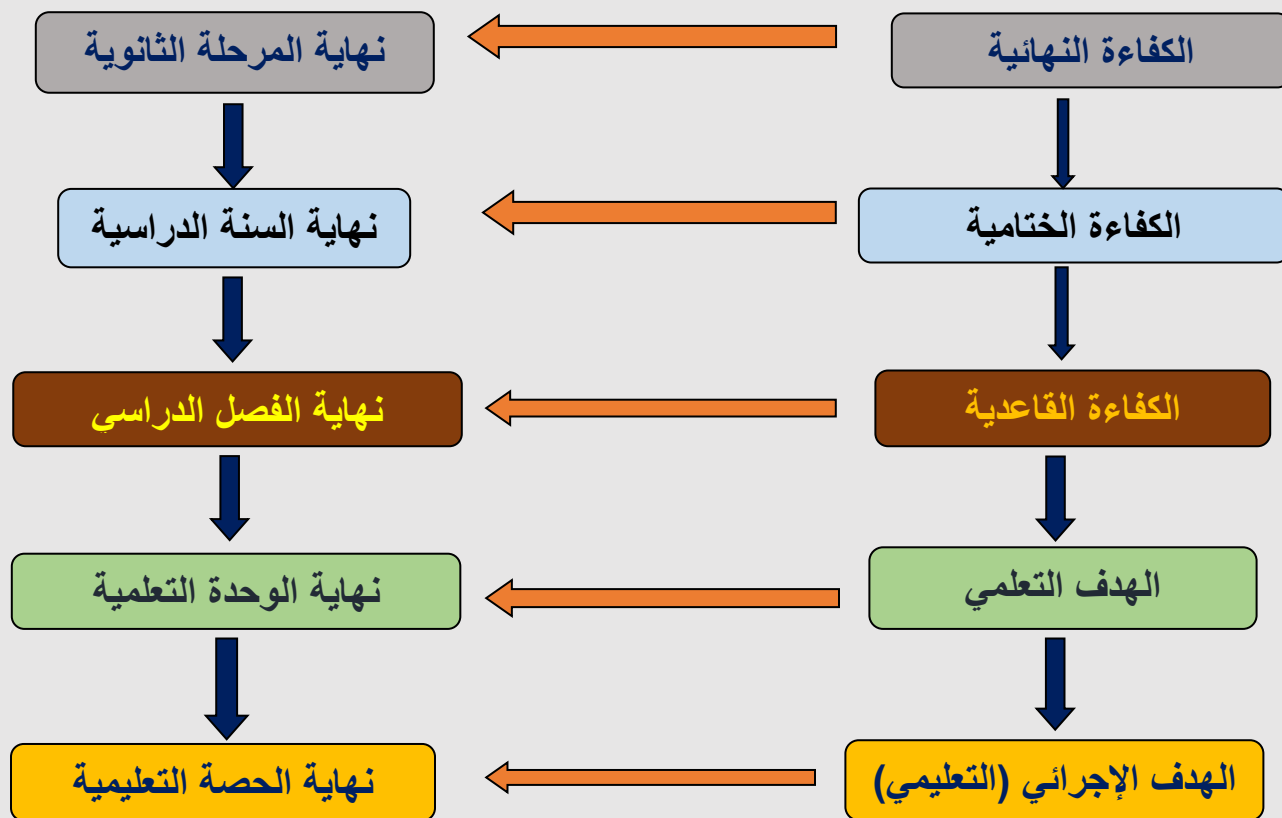 الكفاءة النهائية
نهاية المرحلة الثانوية
الكفاءة الختامية
نهاية السنة الدراسية
الكفاءة القاعدية
نهاية الفصل الدراسي
الهدف التعلمي
نهاية الوحدة التعلمية
الهدف الإجرائي (التعليمي)
نهاية الحصة التعليمية